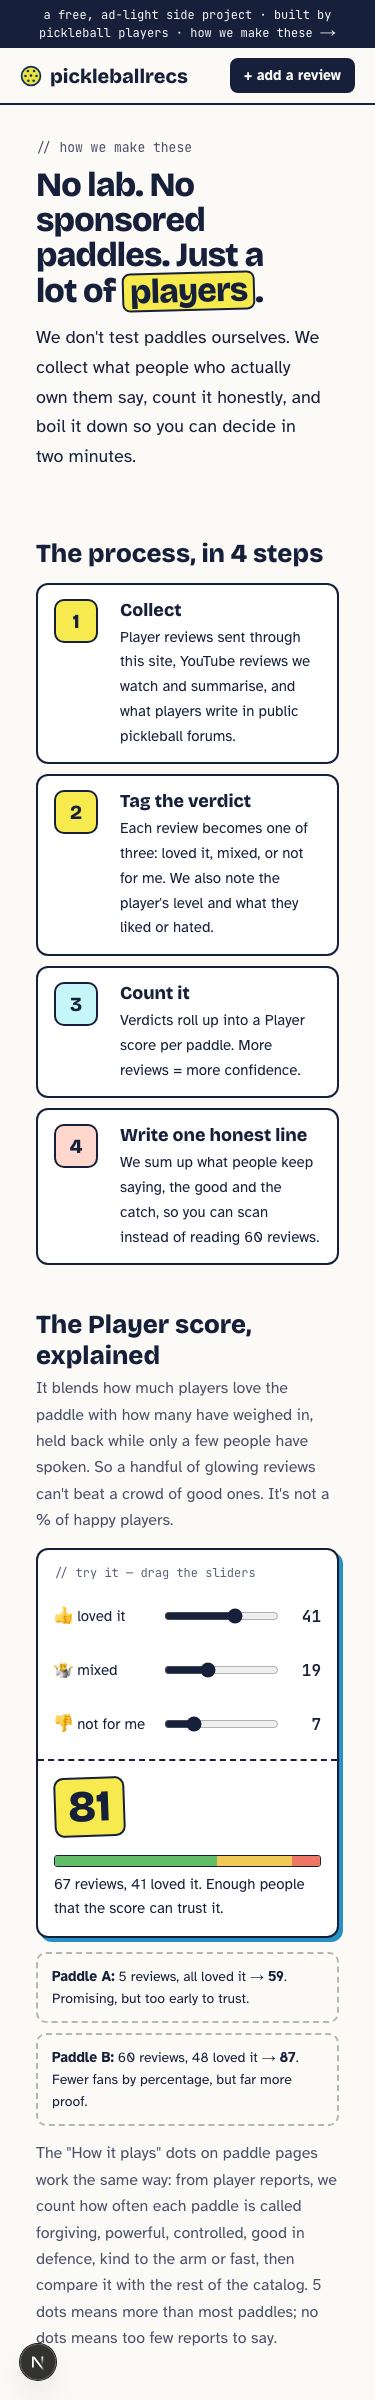 a free, ad-light side project · built by
pickleball players · how we make these →
pickleballrecs
+ add a review
// how we make these
No lab. No
sponsored
paddles. Just a
lot of players.
We don't test paddles ourselves. We
collect what people who actually
own them say, count it honestly, and
boil it down so you can decide in
two minutes.
The process, in 4 steps
1
Collect
Player reviews sent through
this site, YouTube reviews we
watch and summarise, and
what players write in public
pickleball forums.
2
Tag the verdict
Each review becomes one of
three: loved it, mixed, or not
for me. We also note the
player's level and what they
liked or hated.
3
Count it
Verdicts roll up into a Player
score per paddle. More
reviews = more confidence.
4
Write one honest line
We sum up what people keep
saying, the good and the
catch, so you can scan
instead of reading 60 reviews.
The Player score,
explained
It blends how much players love the
paddle with how many have weighed in,
held back while only a few people have
spoken. So a handful of glowing reviews
can't beat a crowd of good ones. It's not a
% of happy players.
// try it — drag the sliders
👍 loved it 41
🤷 mixed 19
👎 not for me 7
81
67 reviews, 41 loved it. Enough people
that the score can trust it.
Paddle A: 5 reviews, all loved it → 59.
Promising, but too early to trust.
Paddle B: 60 reviews, 48 loved it → 87.
Fewer fans by percentage, but far more
proof.
The "How it plays" dots on paddle pages
work the same way: from player reports, we
count how often each paddle is called
forgiving, powerful, controlled, good in
defence, kind to the arm or fast, then
compare it with the rest of the catalog. 5
dots means more than most paddles; no
dots means too few reports to say.
N